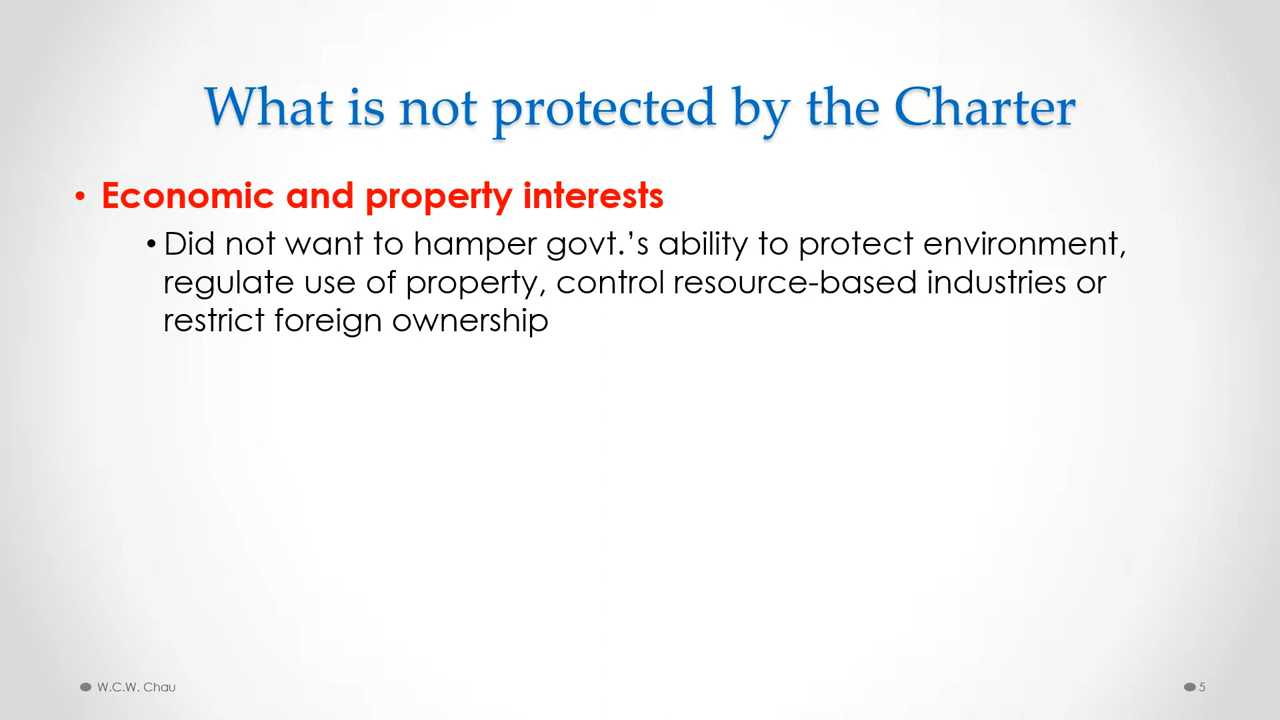 What is not protected by the Charter
• Economic and property interests
• Did not want to hamper govt.’s ability to protect environment,
regulate use of property, control resource-based industries or
restrict foreign ownership
W.C.W. Chau
5